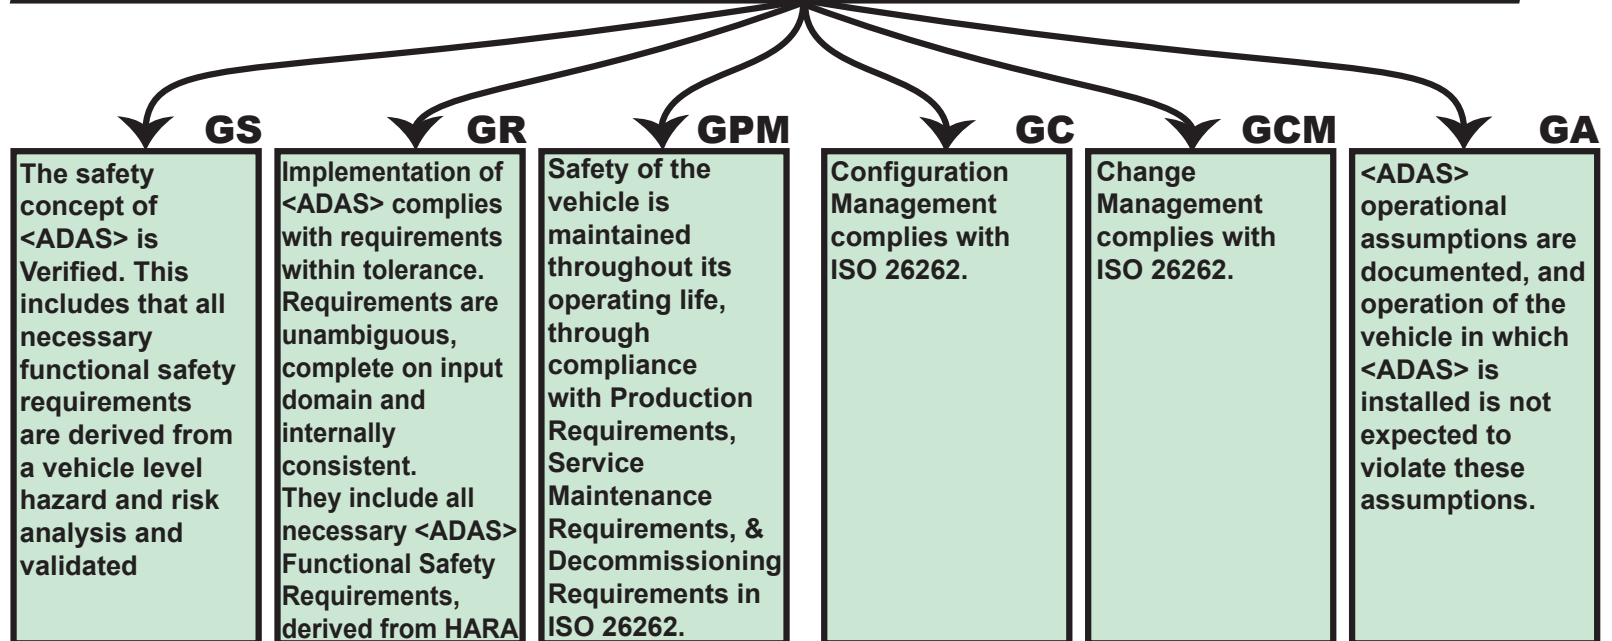 GS
The safety
concept of
<ADAS> is
Verified. This
includes that all
necessary
functional safety
requirements
are derived from
a vehicle level
hazard and risk
analysis and
validated
GR
Implementation of
<ADAS> complies
with requirements
within tolerance.
Requirements are
unambiguous,
complete on input
domain and
internally
consistent.
They include all
necessary <ADAS>
Functional Safety
Requirements,
derived from HARA
GPM
Safety of the
vehicle is
maintained
throughout its
operating life,
through
compliance
with Production
Requirements,
Service
Maintenance
Requirements, &
Decommissioning
Requirements in
ISO 26262.
GC
Configuration
Management
complies with
ISO 26262.
GCM
Change
Management
complies with
ISO 26262.
GA
<ADAS>
operational
assumptions are
documented, and
operation of the
vehicle in which
<ADAS> is
installed is not
expected to
violate these
assumptions.